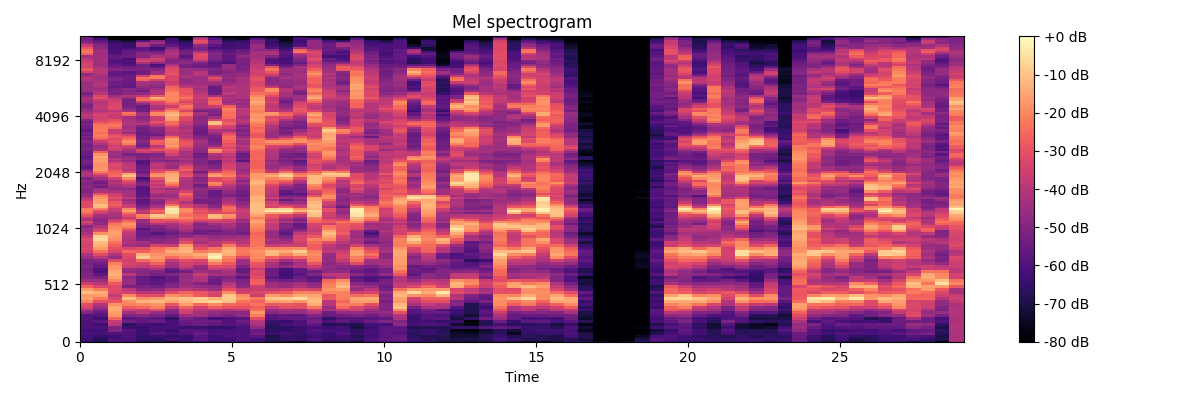 Mel spectrogram
8192
4096
2048
1024
512
0
Hz
0 5 10 15 20 25
Time
+0 dB
-10 dB
-20 dB
-30 dB
-40 dB
-50 dB
-60 dB
-70 dB
-80 dB